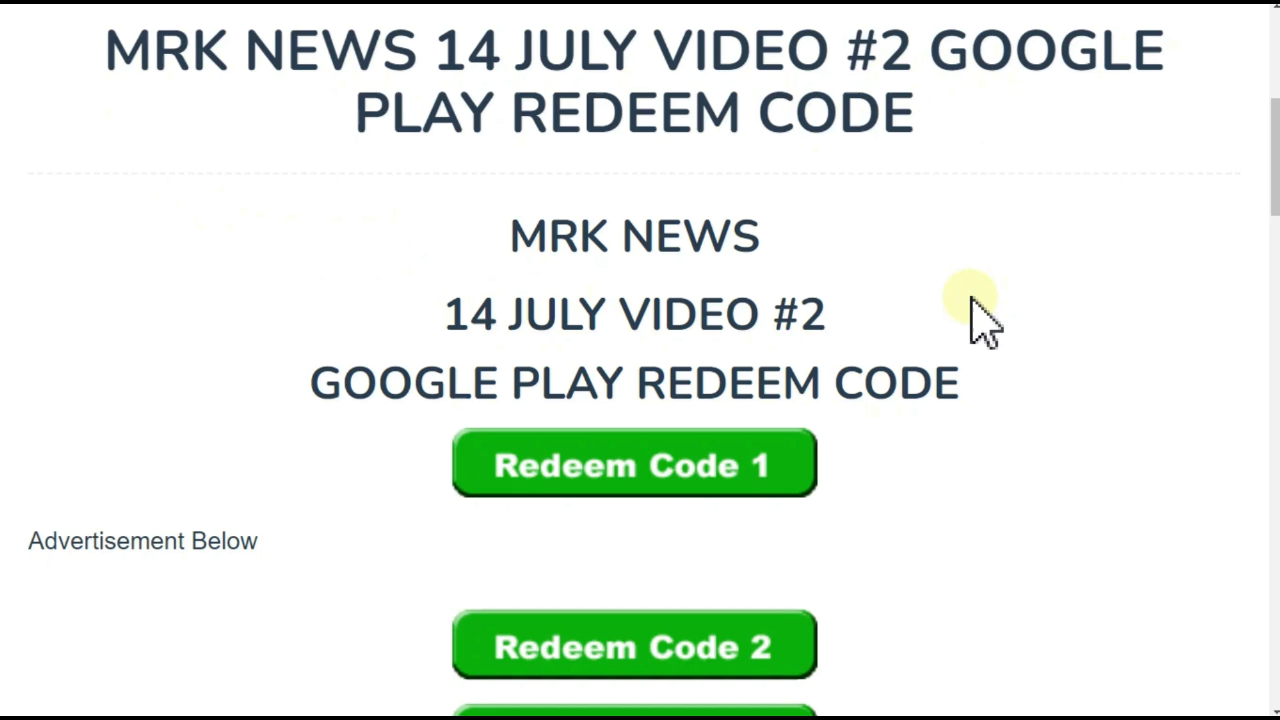 MRK NEWS 14 JULY VIDEO #2 GOOGLE
PLAY REDEEM CODE
MRK NEWS
14 JULY VIDEO #2
GOOGLE PLAY REDEEM CODE
Redeem Code 1
Advertisement Below
Redeem Code 2